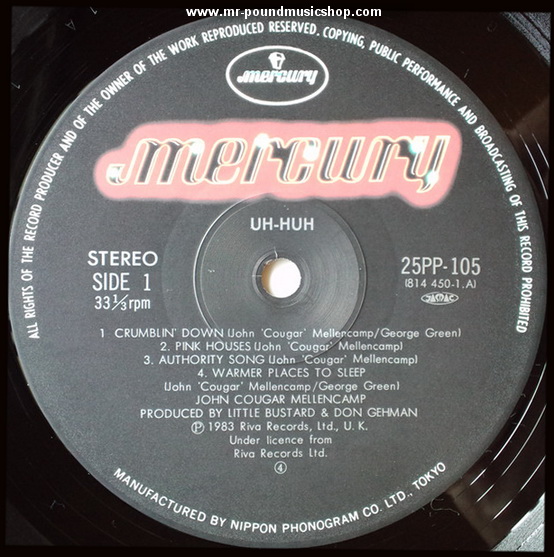 www.mr-poundmusicshop.com
ALL RIGHTS OF THE RECORD PRODUCER AND OF THE OWNER OF THE WORK REPRODUCED RESERVED. COPYING, PUBLIC PERFORMANCE AND BROADCASTING OF THIS RECORD PROHIBITED
mercury
mercury
UH-HUH
STEREO
SIDE 1
33 1/3 rpm
25PP-105
(814 450-1.A)
JASRAC
1 CRUMBLIN' DOWN (John 'Cougar' Mellencamp/George Green)
2. PINK HOUSES (John 'Cougar' Mellencamp)
3. AUTHORITY SONG (John 'Cougar' Mellencamp)
4. WARMER PLACES TO SLEEP
(John 'Cougar' Mellencamp/George Green)
JOHN COUGAR MELLENCAMP
PRODUCED BY LITTLE BUSTARD & DON GEHMAN
Ⓟ 1983 Riva Records, Ltd., U. K.
Under licence from
Riva Records Ltd.
④
MANUFACTURED BY NIPPON PHONOGRAM CO. LTD., TOKYO